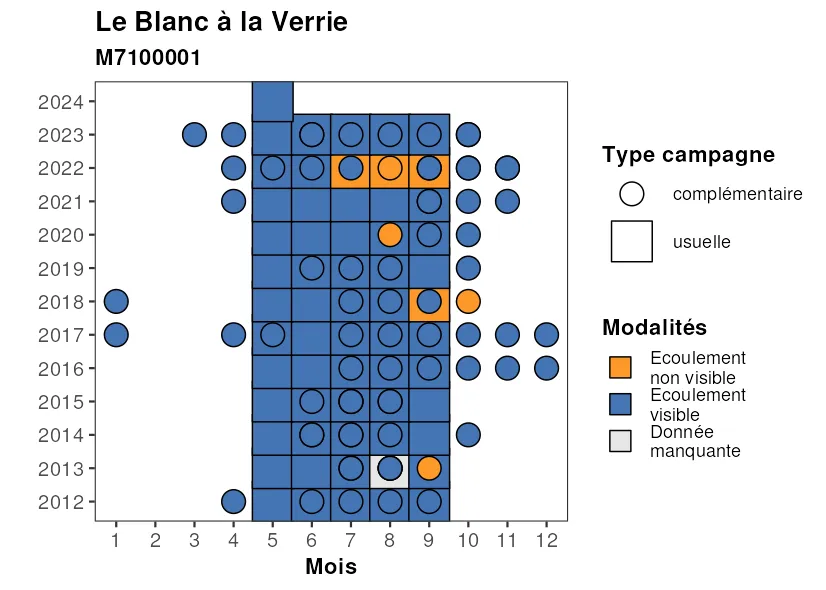 Le Blanc à la Verrie
M7100001
2024
2023
2022
2021
2020
2019
2018
2017
2016
2015
2014
2013
2012
1 2 3 4 5 6 7 8 9 10 11 12
Mois
Type campagne
complémentaire
usuelle
Modalités
Ecoulement
non visible
Ecoulement
visible
Donnée
manquante